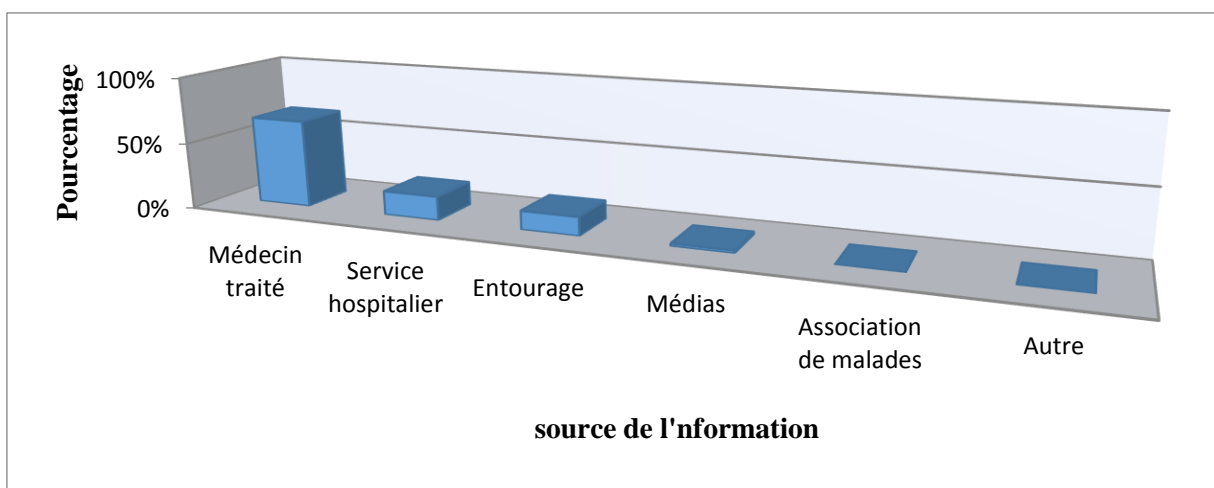 Pourcentage
100%
50%
0%
Médecin
traité
Service
hospitalier
Entourage
Médias
Association
de malades
Autre
source de l'nformation